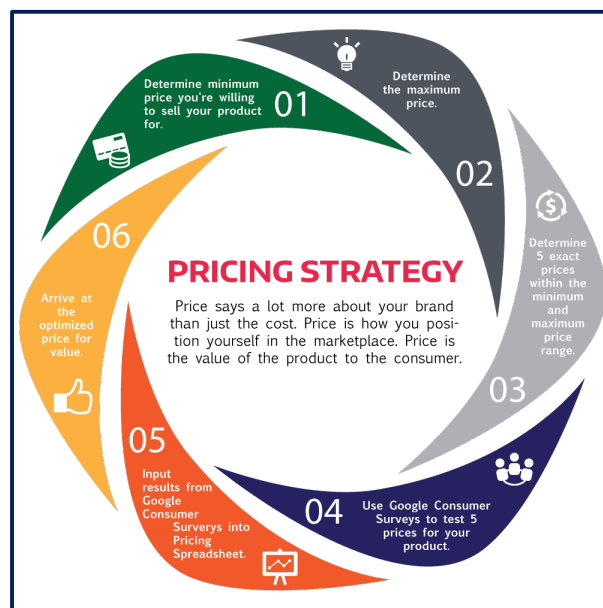 Determine minimum
price you're willing
to sell your product
for.
01
Determine
the maximum
price.
02
$
Determine
5 exact
prices
within the
minimum
and
maximum
price
range.
03
04
Use Google Consumer
Surveys to test 5
prices for your
product.
05
Input
results from
Google
Consumer
Surverys into
Pricing
Spreadsheet.
06
Arrive at
the
optimized
price for
value.
PRICING STRATEGY
Price says a lot more about your brand
than just the cost. Price is how you posi-
tion yourself in the marketplace. Price is
the value of the product to the consumer.